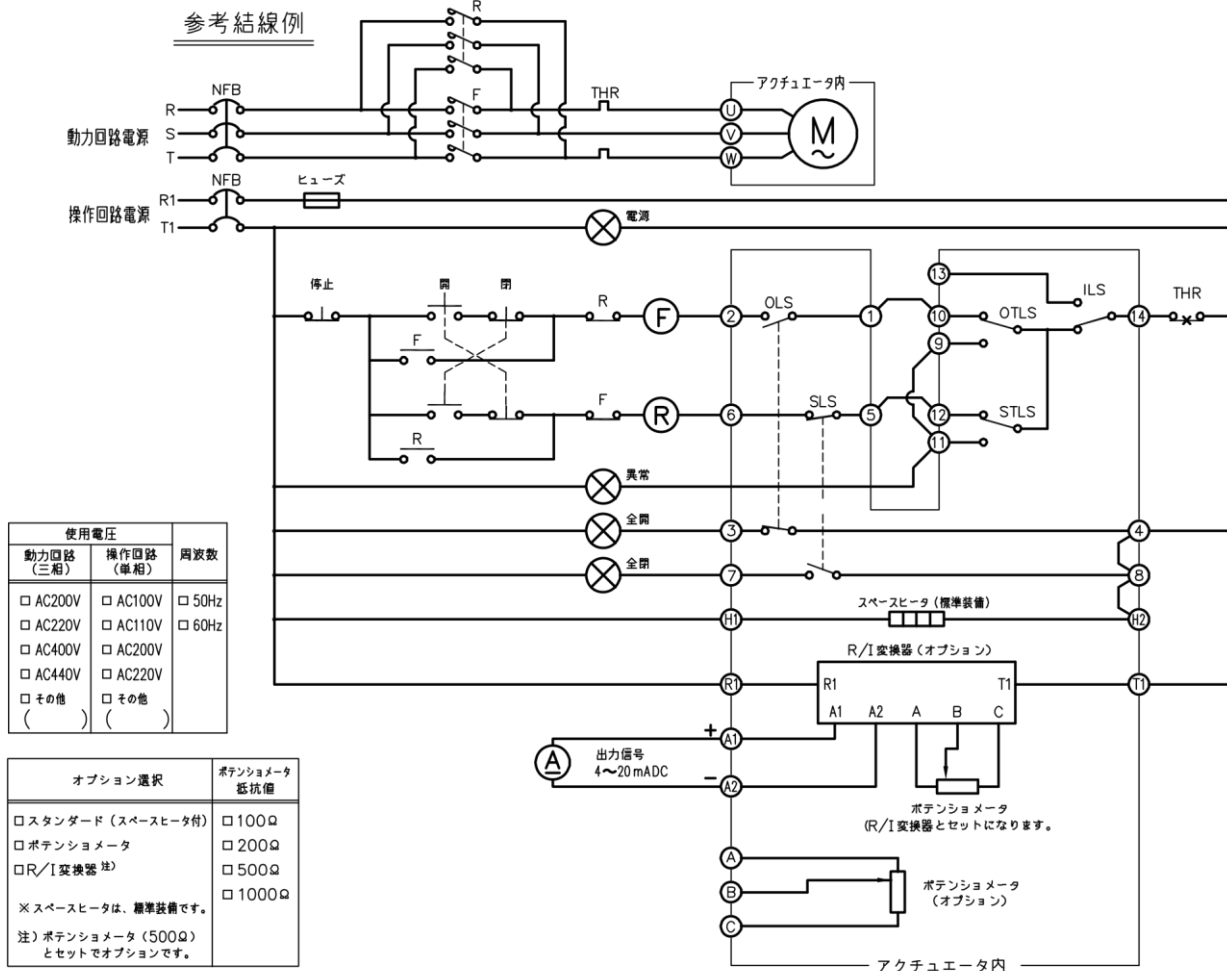 参考結線例
R
NFB
F
THR
アクチュエータ内
R
S
T
動力回路電源
U
V
W
M
~
NFB
ヒューズ
R1
T1
操作回路電源
電源
停止
開
閉
R
F
2
OLS
1
13
10
9
ILS
OTLS
14
THR
F
F
R
6
SLS
5
12
11
STLS
R
異常
全開
3
4
全閉
7
8
スペースヒータ(標準装備)
H1
H2
R/I変換器(オプション)
R1
R1
T1
T1
A1
A2
A
B
C
+
A1
A
出力信号
4~20mADC
−
A2
ポテンショメータ
(R/I変換器とセットになります。
A
B
C
ポテンショメータ
(オプション)
アクチュエータ内
使用電圧
周波数
動力回路
(三相)
操作回路
(単相)
□ AC200V
□ AC100V
□ 50Hz
□ AC220V
□ AC110V
□ 60Hz
□ AC400V
□ AC200V
□ AC440V
□ AC220V
□ その他
□ その他
( )
( )
オプション選択
ポテンショメータ
抵抗値
□ スタンダード(スペースヒータ付)
□ 100Ω
□ ポテンショメータ
□ 200Ω
□ R/I変換器 注)
□ 500Ω
□ 1000Ω
※ スペースヒータは、標準装備です。
注) ポテンショメータ(500Ω)
とセットでオプションです。